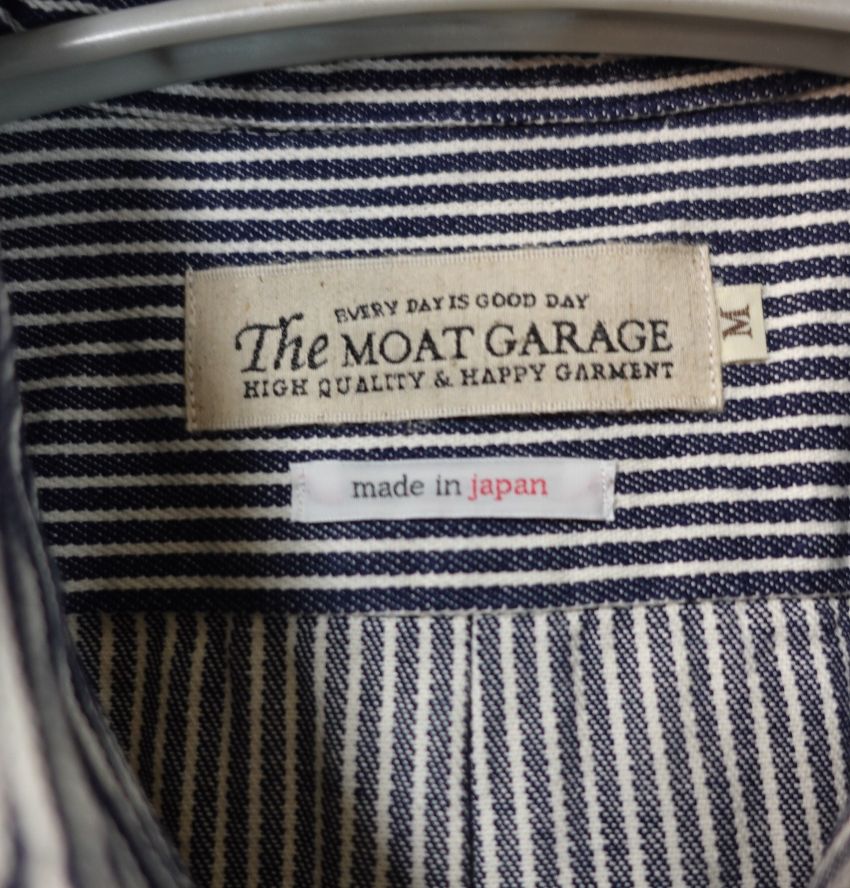 EVERY DAY IS GOOD DAY
The MOAT GARAGE
HIGH QUALITY & HAPPY GARMENT
M
made in japan